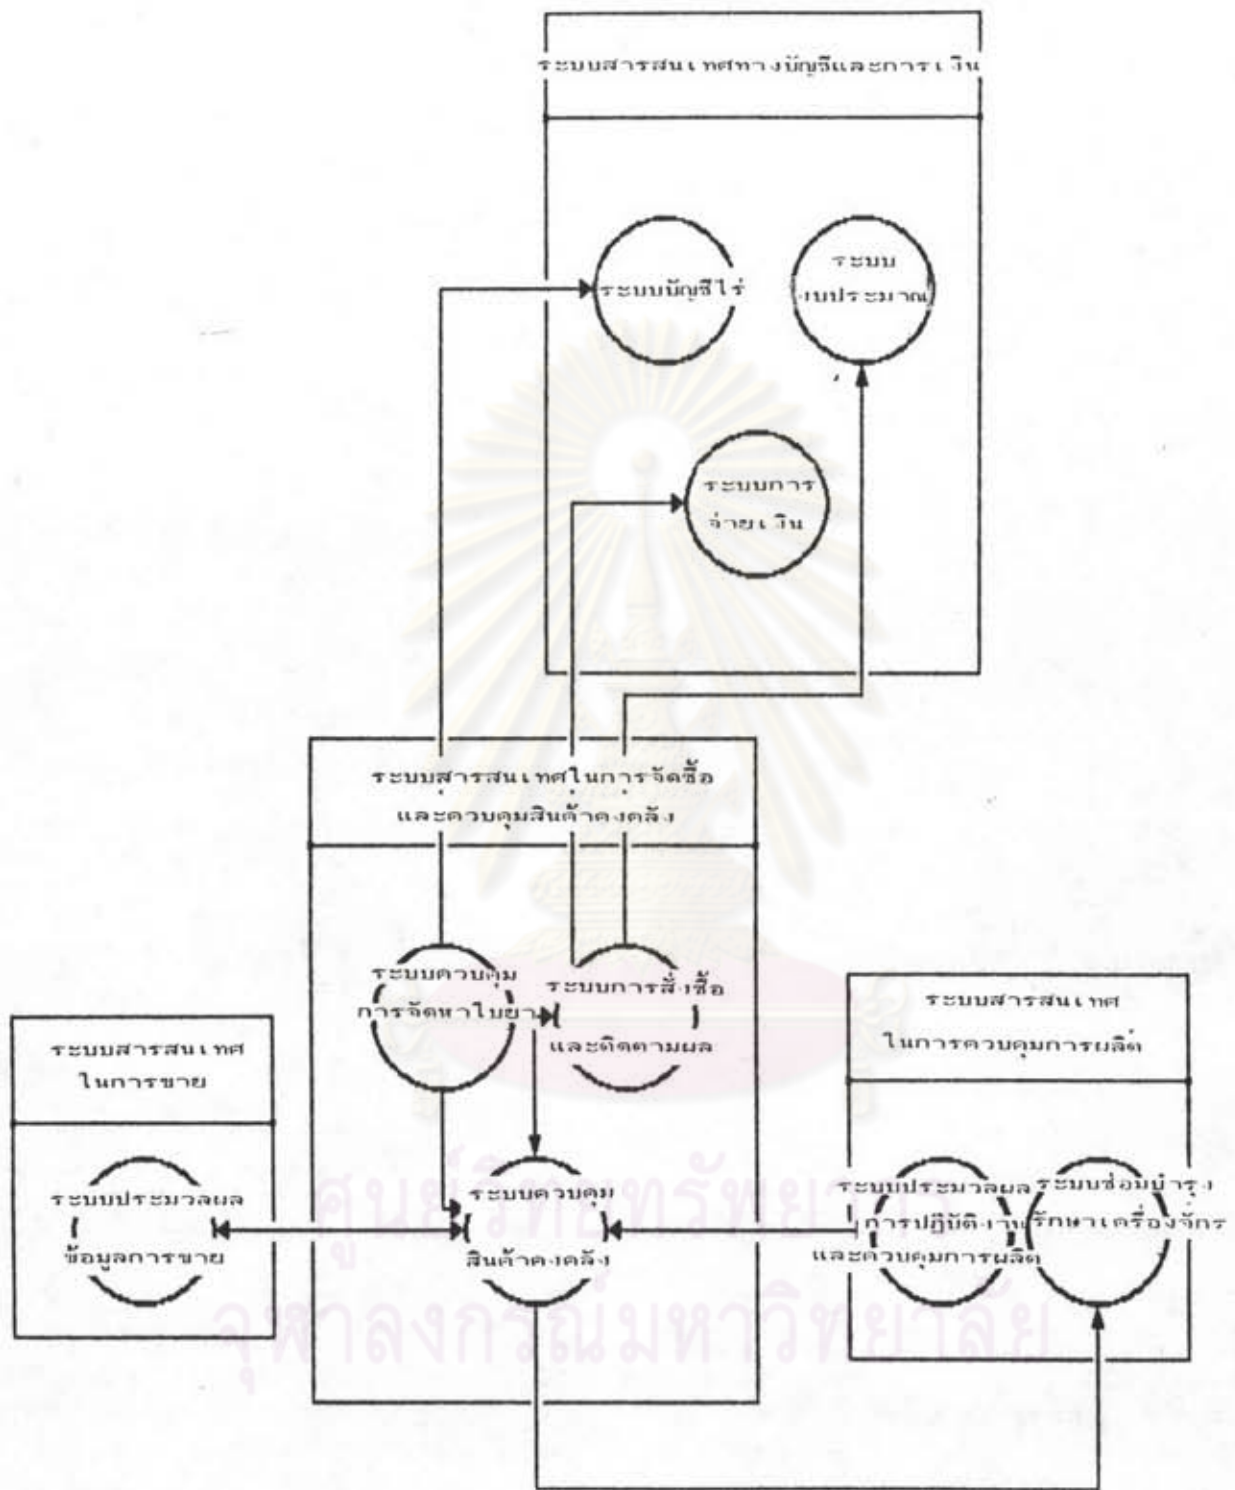 ระบบสารสนเทศทางบัญชีและการเงิน
ระบบบัญชีไร่
ระบบ
งบประมาณ
ระบบการ
จ่ายเงิน
ระบบสารสนเทศในการจัดซื้อ
และควบคุมสินค้าคงคลัง
ระบบควบคุม
การจัดหาใบยา
ระบบการสั่งซื้อ
และติดตามผล
ระบบควบคุม
สินค้าคงคลัง
ระบบสารสนเทศ
ในการขาย
ระบบประมวลผล
ข้อมูลการขาย
ระบบสารสนเทศ
ในการควบคุมการผลิต
ระบบประมวลผล
การปฏิบัติงาน
และควบคุมการผลิต
ระบบซ่อมบำรุง
รักษาเครื่องจักร
ศูนย์วิทยทรัพยากร
จุฬาลงกรณ์มหาวิทยาลัย